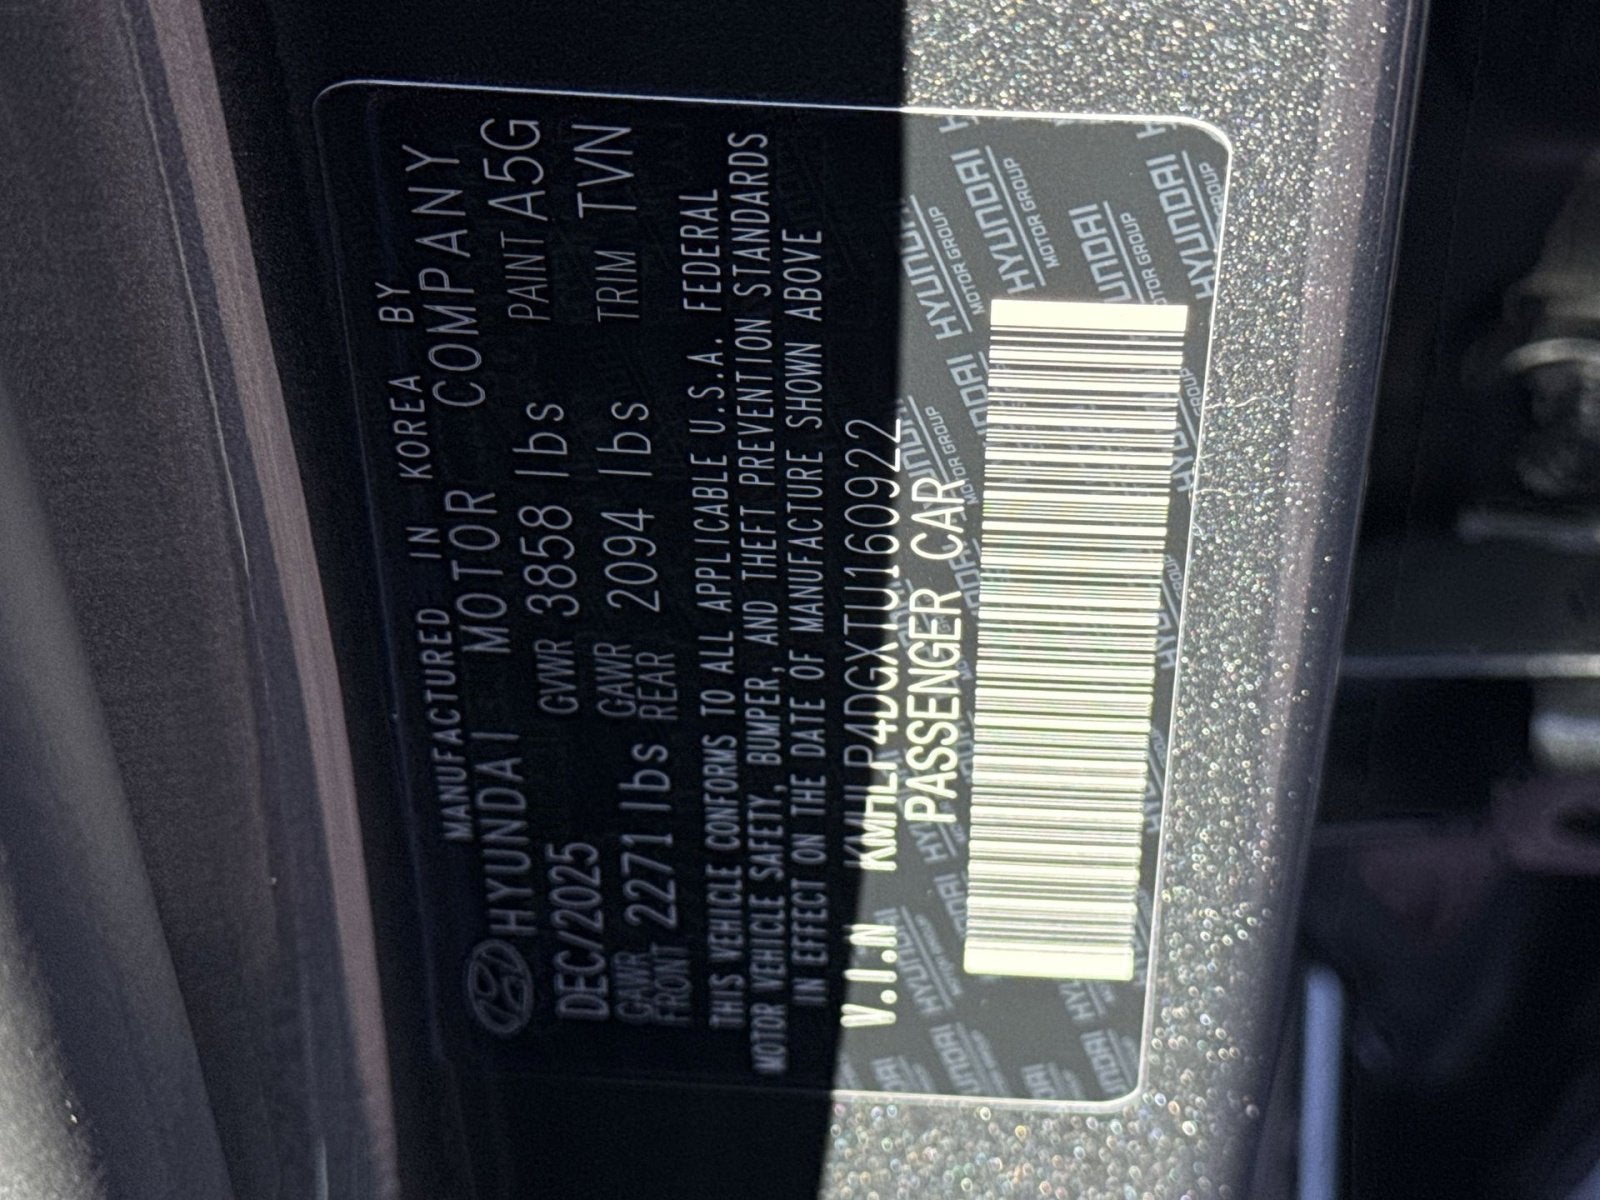 MANUFACTURED IN KOREA BY
HYUNDAI MOTOR COMPANY
DEC/2025 GVWR 3858 lbs PAINT A5G
GAWR FRONT 2271 lbs GAWR REAR 2094 lbs TRIM TVN
THIS VEHICLE CONFORMS TO ALL APPLICABLE U.S.A. FEDERAL
MOTOR VEHICLE SAFETY, BUMPER, AND THEFT PREVENTION STANDARDS
IN EFFECT ON THE DATE OF MANUFACTURE SHOWN ABOVE
V.I.N KMHLP4DGXTU160922
PASSENGER CAR
HYUNDAI
MOTOR GROUP